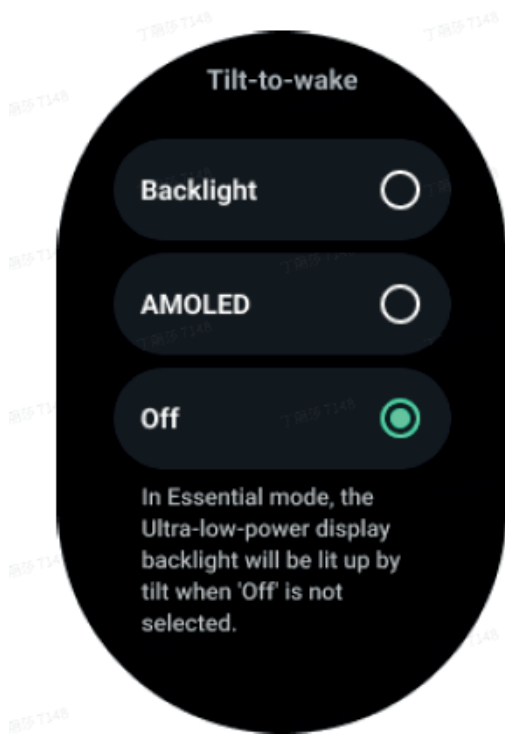 Tilt-to-wake
Backlight
AMOLED
Off
In Essential mode, the
Ultra-low-power display
backlight will be lit up by
tilt when 'Off' is not
selected.